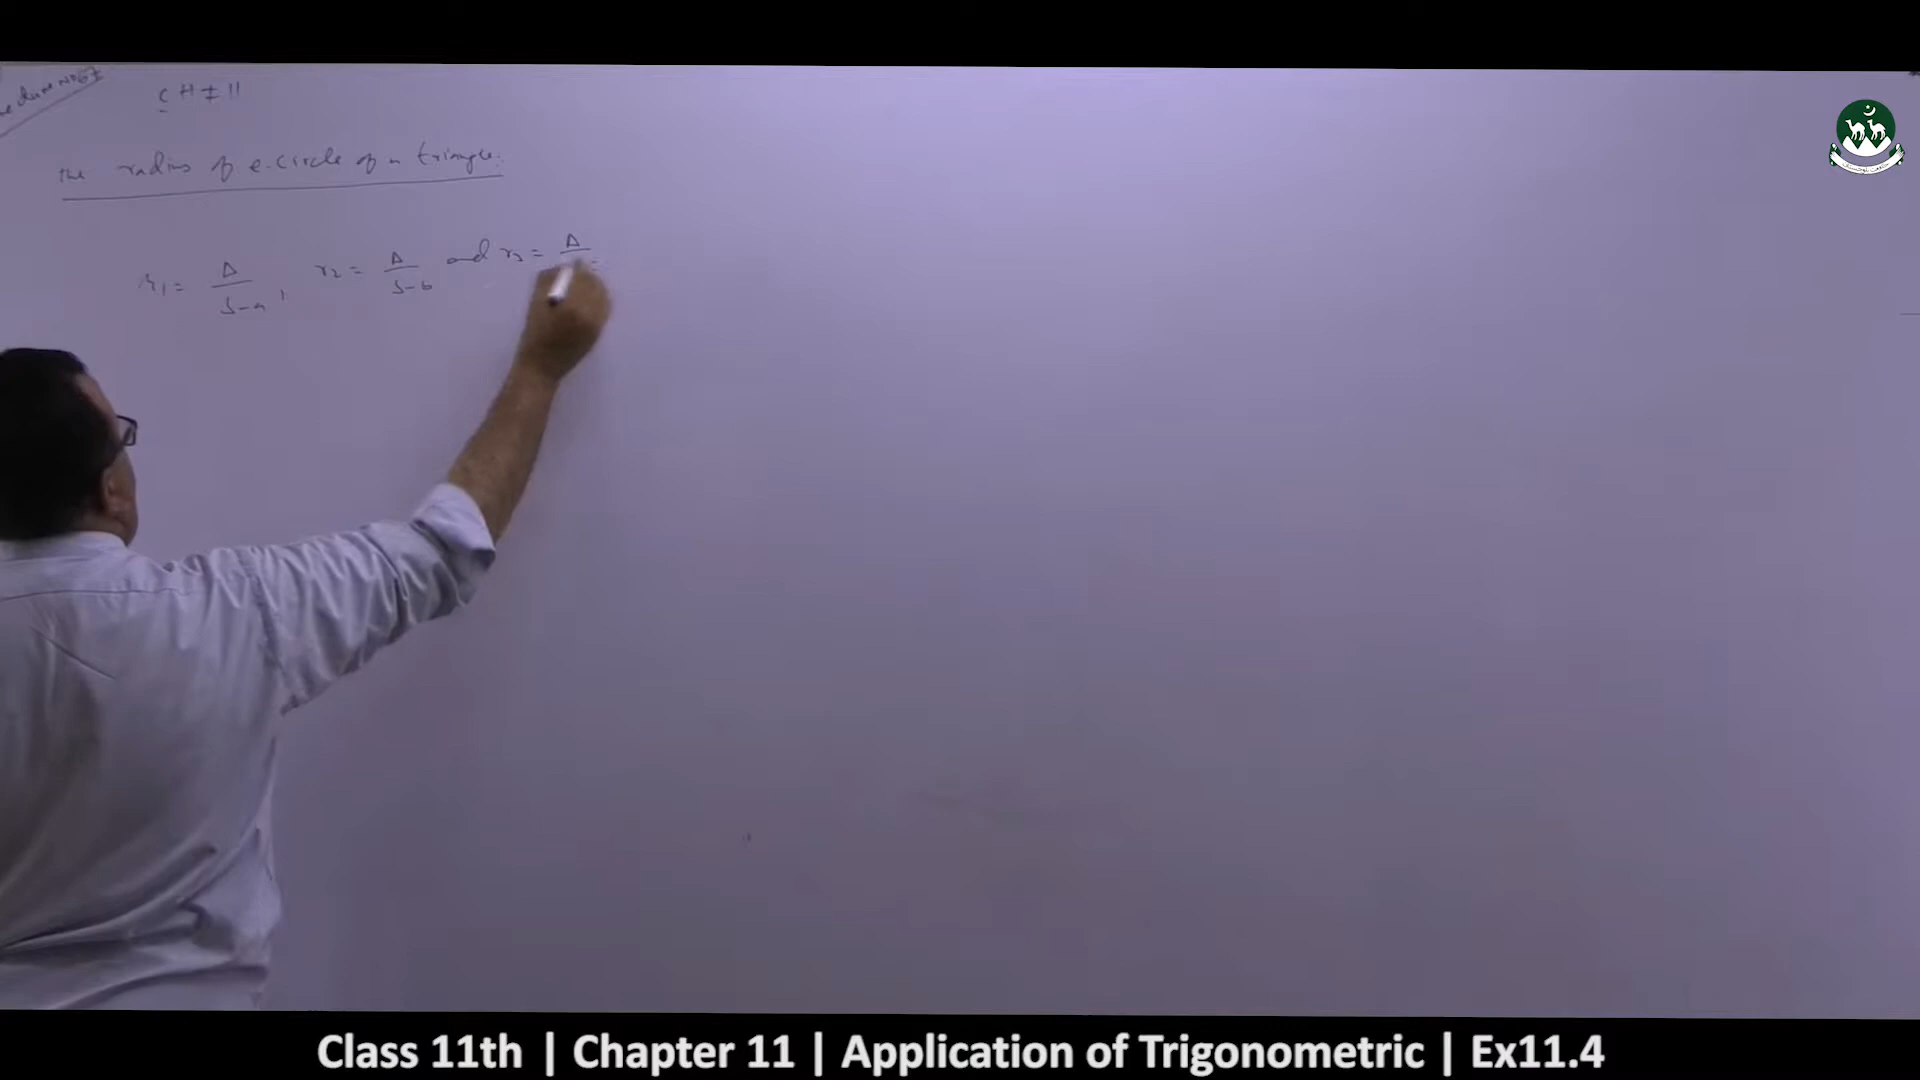 CH # 11
the radius of e-circle of a triangle:
r₁ = Δ/S-a, r₂ = Δ/S-b and r₃ = Δ/
Class 11th | Chapter 11 | Application of Trigonometric | Ex11.4